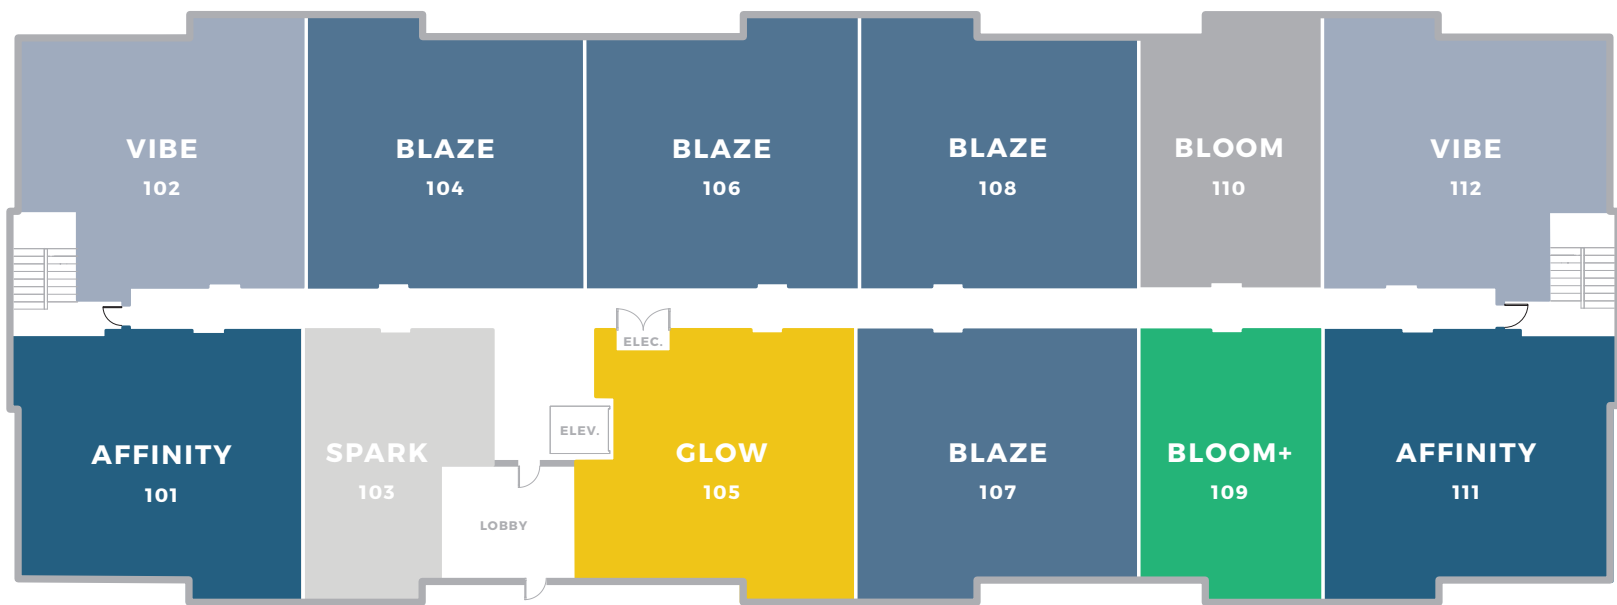 VIBE
102
BLAZE
104
BLAZE
106
BLAZE
108
BLOOM
110
VIBE
112
ELEC.
ELEV.
AFFINITY
101
SPARK
103
LOBBY
GLOW
105
BLAZE
107
BLOOM+
109
AFFINITY
111